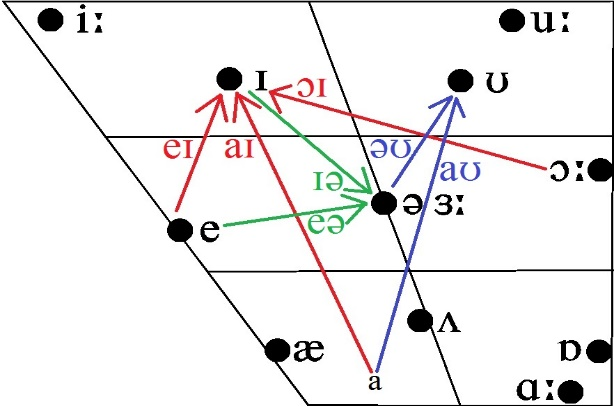 iː uː
ɪ ɔɪ ʊ
eɪ aɪ əʊ
aʊ ɔː
ɪə
e eə ə ɜː
æ ʌ ɒ
a ɑː